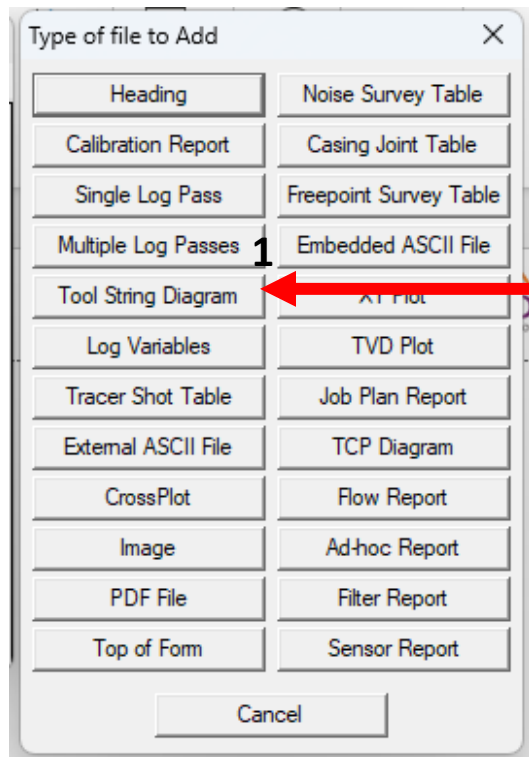 Type of file to Add
Heading
Noise Survey Table
Calibration Report
Casing Joint Table
Single Log Pass
Freepoint Survey Table
Multiple Log Passes
1
Embedded ASCII File
Tool String Diagram
XY Plot
Log Variables
TVD Plot
Tracer Shot Table
Job Plan Report
External ASCII File
TCP Diagram
CrossPlot
Flow Report
Image
Ad-hoc Report
PDF File
Filter Report
Top of Form
Sensor Report
Cancel